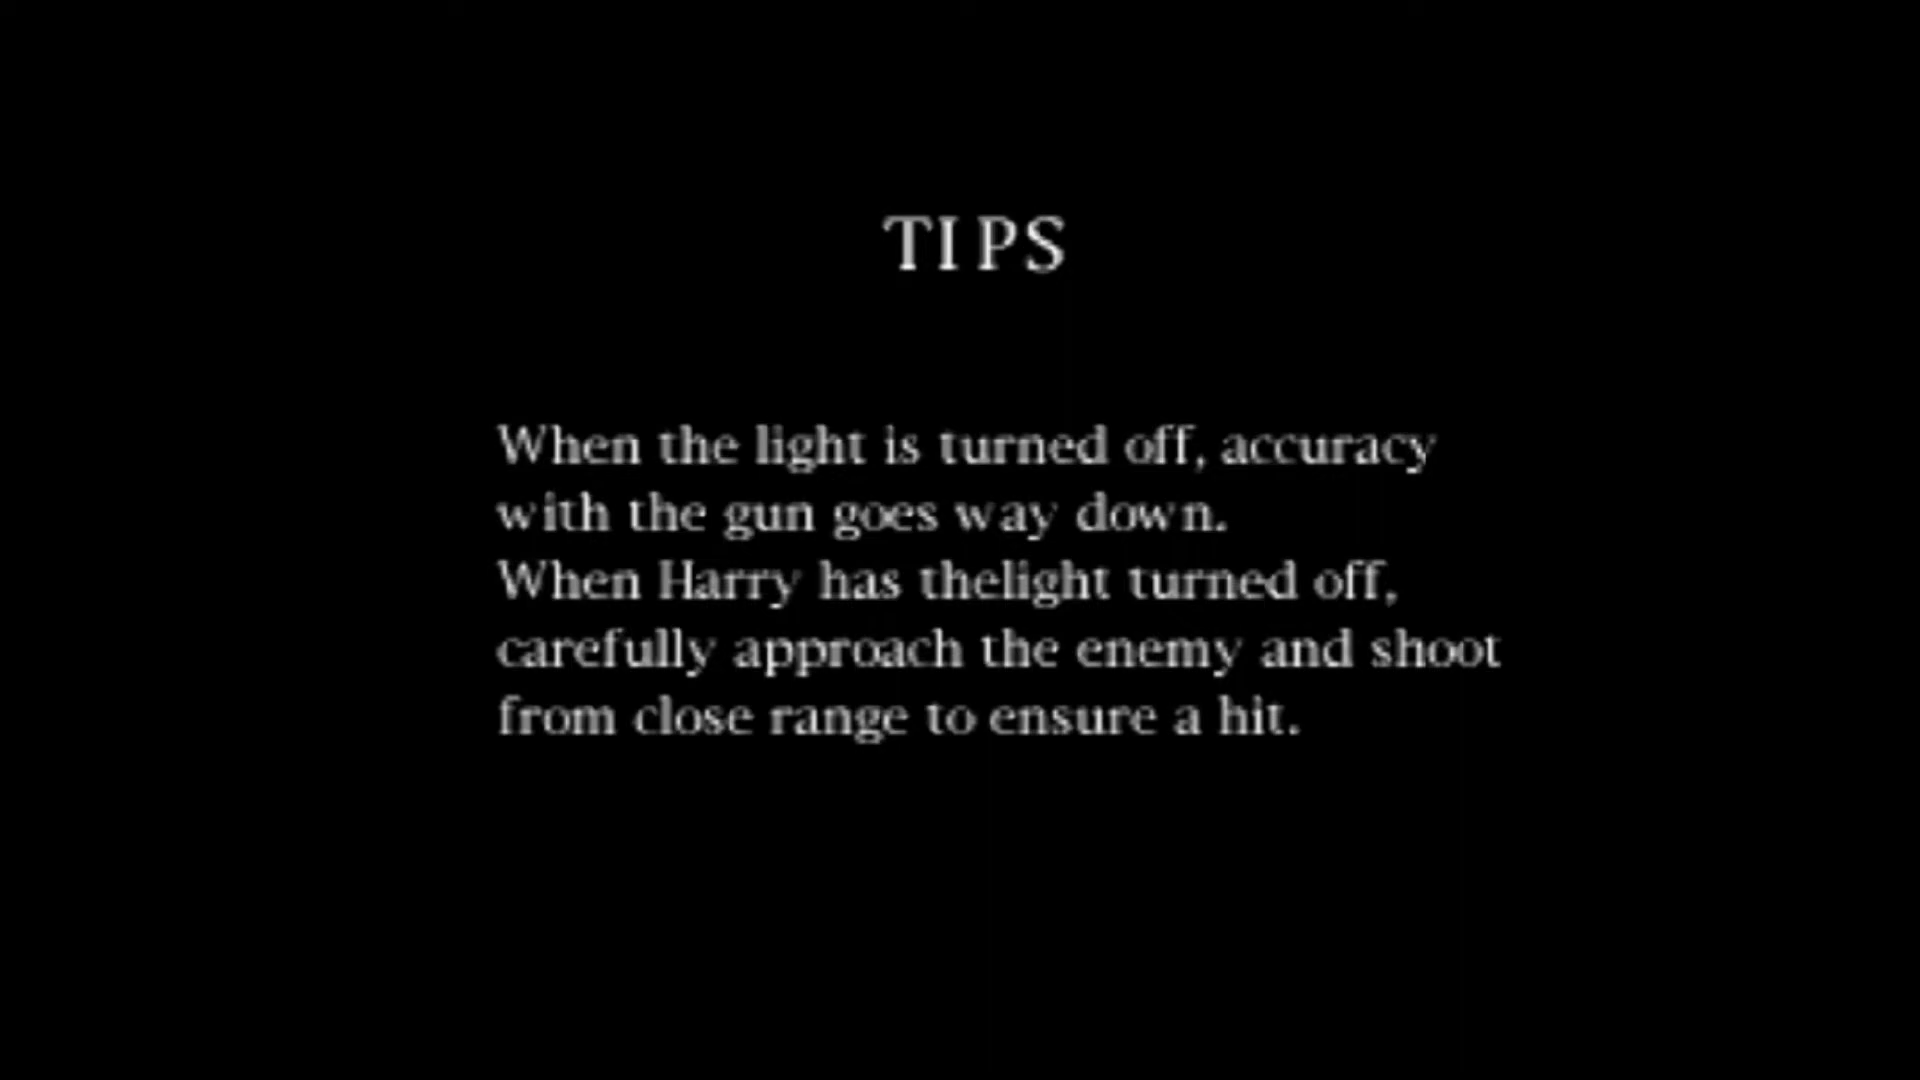 TIPS
When the light is turned off, accuracy
with the gun goes way down.
When Harry has thelight turned off,
carefully approach the enemy and shoot
from close range to ensure a hit.